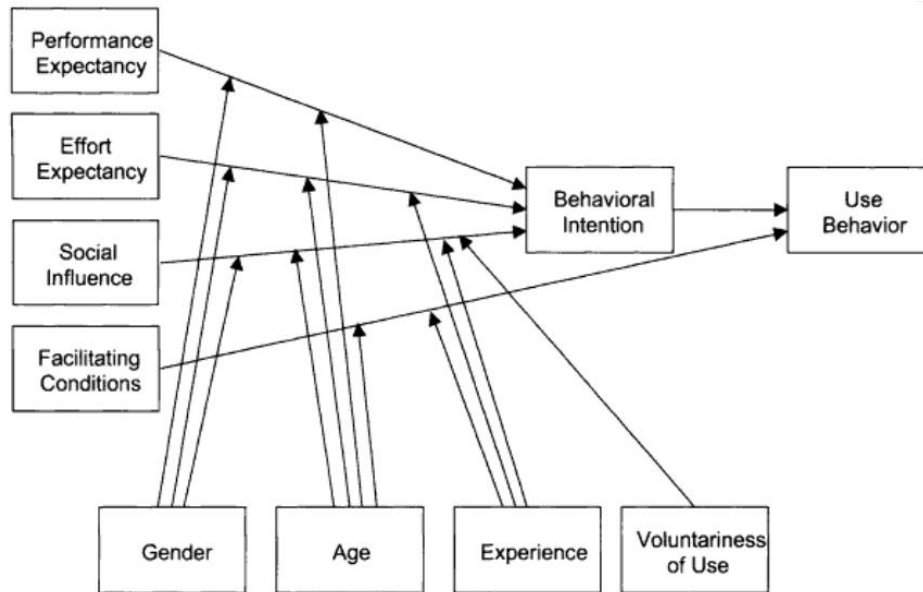 Performance
Expectancy
Effort
Expectancy
Social
Influence
Facilitating
Conditions
Behavioral
Intention
Use
Behavior
Gender
Age
Experience
Voluntariness
of Use